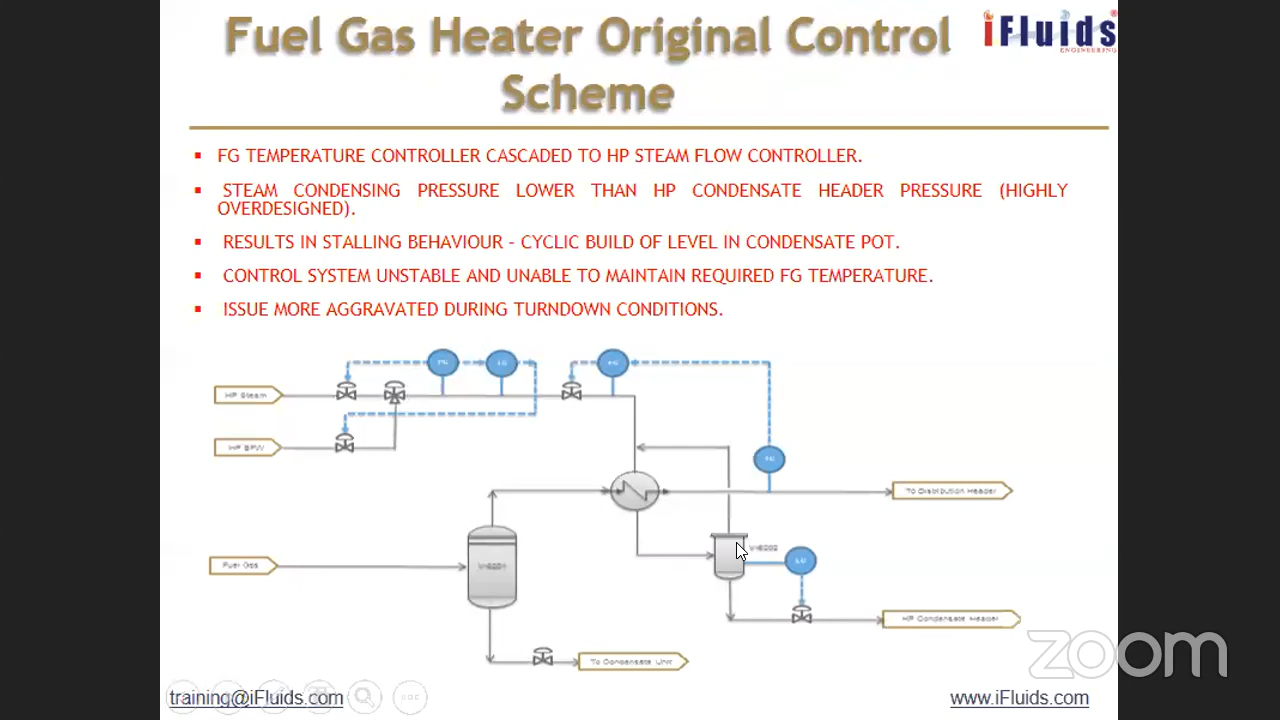 Fuel Gas Heater Original Control
Scheme
iFluids
ENGINEERING
FG TEMPERATURE CONTROLLER CASCADED TO HP STEAM FLOW CONTROLLER.
STEAM CONDENSING PRESSURE LOWER THAN HP CONDENSATE HEADER PRESSURE (HIGHLY
OVERDESIGNED).
RESULTS IN STALLING BEHAVIOUR – CYCLIC BUILD OF LEVEL IN CONDENSATE POT.
CONTROL SYSTEM UNSTABLE AND UNABLE TO MAINTAIN REQUIRED FG TEMPERATURE.
ISSUE MORE AGGRAVATED DURING TURNDOWN CONDITIONS.
HP Steam
HP BFW
To Distribution Header
Fuel Gas
HP Condensate Header
To Condensate Unit
zoom
training@iFluids.com
www.iFluids.com